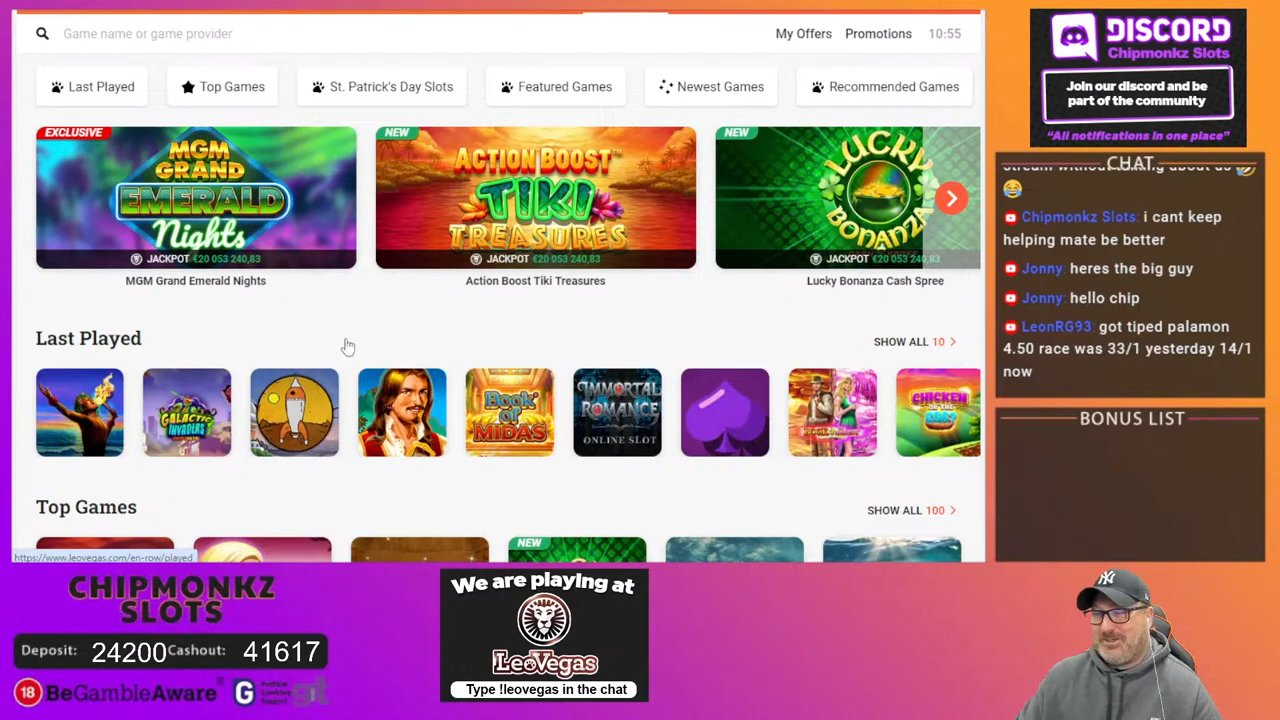 Game name or game provider
My Offers Promotions 10:55
Last Played Top Games St. Patrick's Day Slots Featured Games Newest Games Recommended Games
EXCLUSIVE
MGM
GRAND
EMERALD
Nights
JACKPOT €20 053 240,83
MGM Grand Emerald Nights
NEW
ACTION BOOST™
TIKI
TREASURES
JACKPOT €20 053 240,83
Action Boost Tiki Treasures
NEW
LUCKY
BONANZA
JACKPOT €20 053 240,83
Lucky Bonanza Cash Spree
Last Played
SHOW ALL 10
GALACTIC
INVADERS
Book of
MIDAS
IMMORTAL
ROMANCE
ONLINE SLOT
CHICKEN
Top Games
SHOW ALL 100
NEW
https://www.leovegas.com/en-row/played
DISCORD
Chipmonkz Slots
Join our discord and be
part of the community
"All notifications in one place"
CHAT
Chipmonkz Slots: i cant keep
helping mate be better
Jonny: heres the big guy
Jonny: hello chip
LeonRG93: got tiped palamon
4.50 race was 33/1 yesterday 14/1
now
BONUS LIST
CHIPMONKZ
SLOTS
Deposit: 24200 Cashout: 41617
18 BeGambleAware
We are playing at
LeoVegas
Type !leovegas in the chat
NY